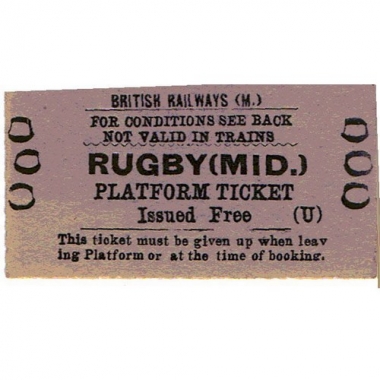 BRITISH RAILWAYS (M.)
FOR CONDITIONS SEE BACK
NOT VALID IN TRAINS
RUGBY(MID.)
PLATFORM TICKET
Issued Free (U)
This ticket must be given up when leav
ing Platform or at the time of booking.
000
000